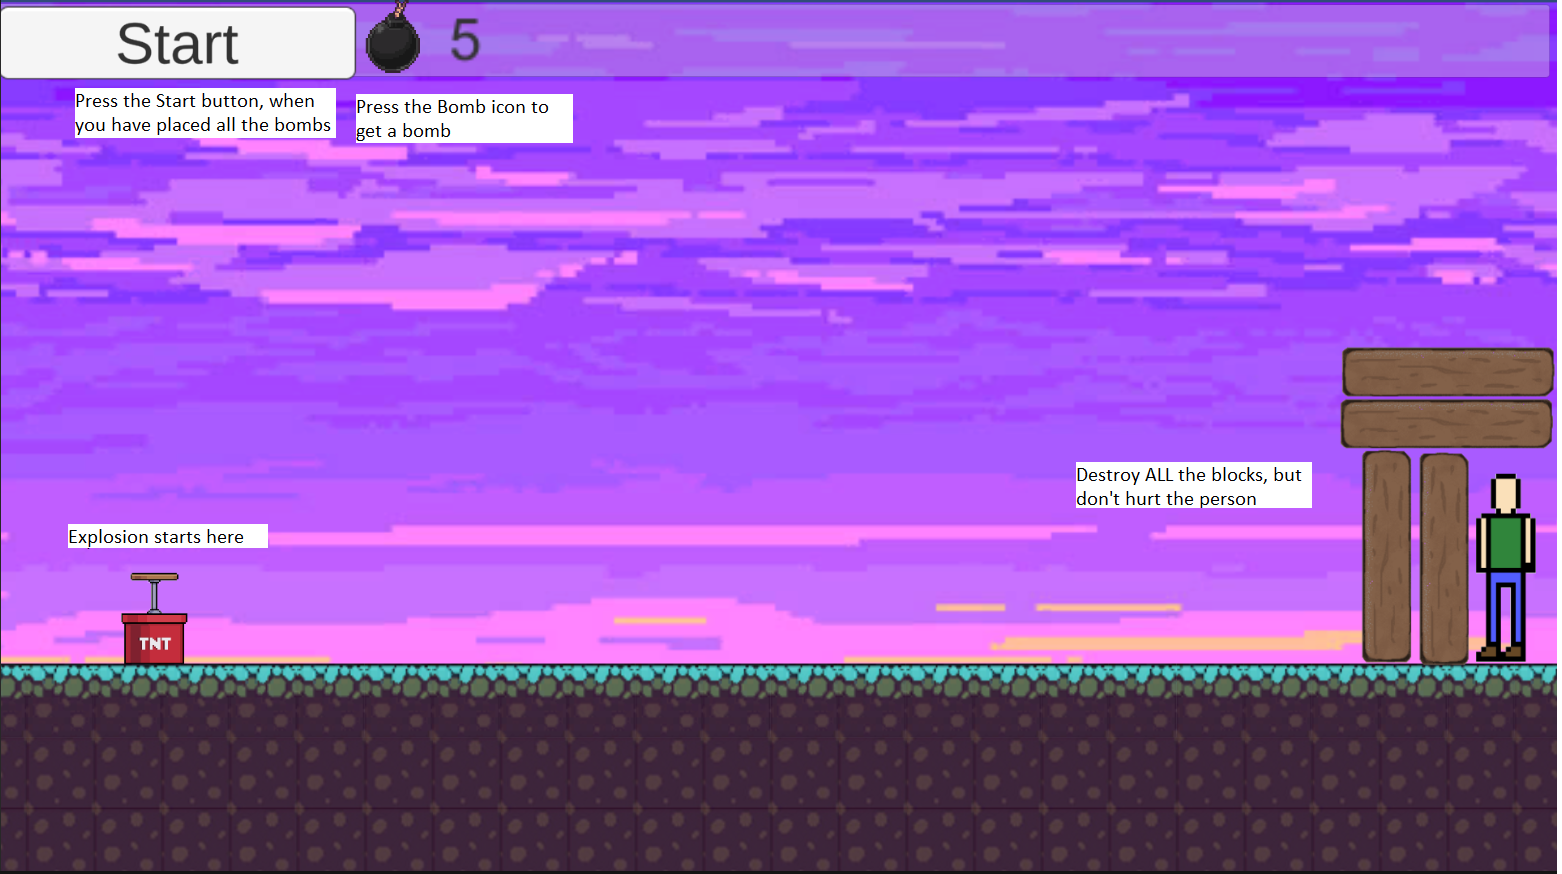 Start
5
Press the Start button, when
you have placed all the bombs
Press the Bomb icon to
get a bomb
Destroy ALL the blocks, but
don't hurt the person
Explosion starts here
TNT